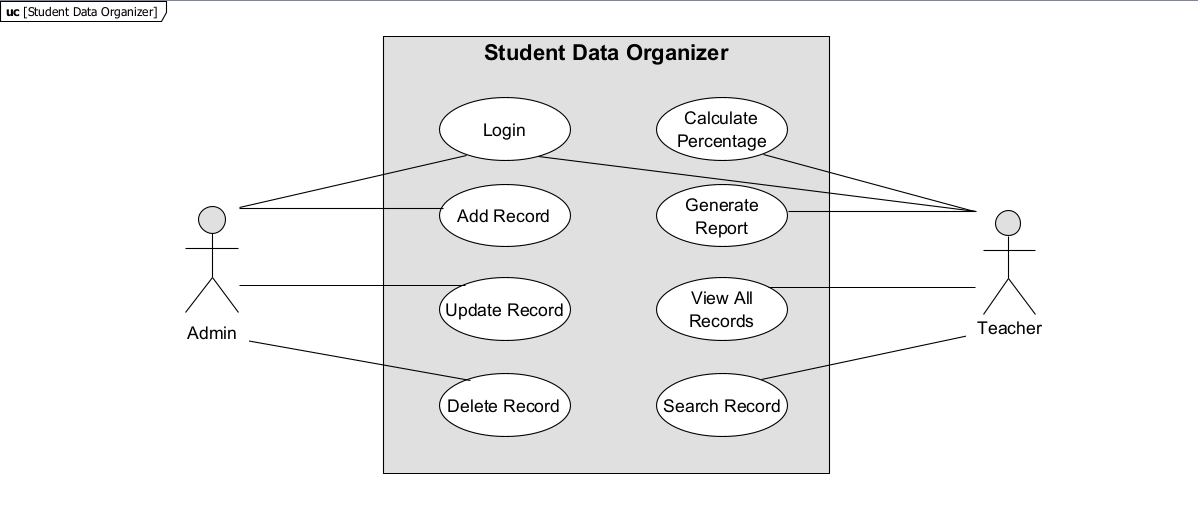 uc [Student Data Organizer]
Student Data Organizer
Login
Calculate
Percentage
Add Record
Generate
Report
Update Record
View All
Records
Admin
Teacher
Delete Record
Search Record